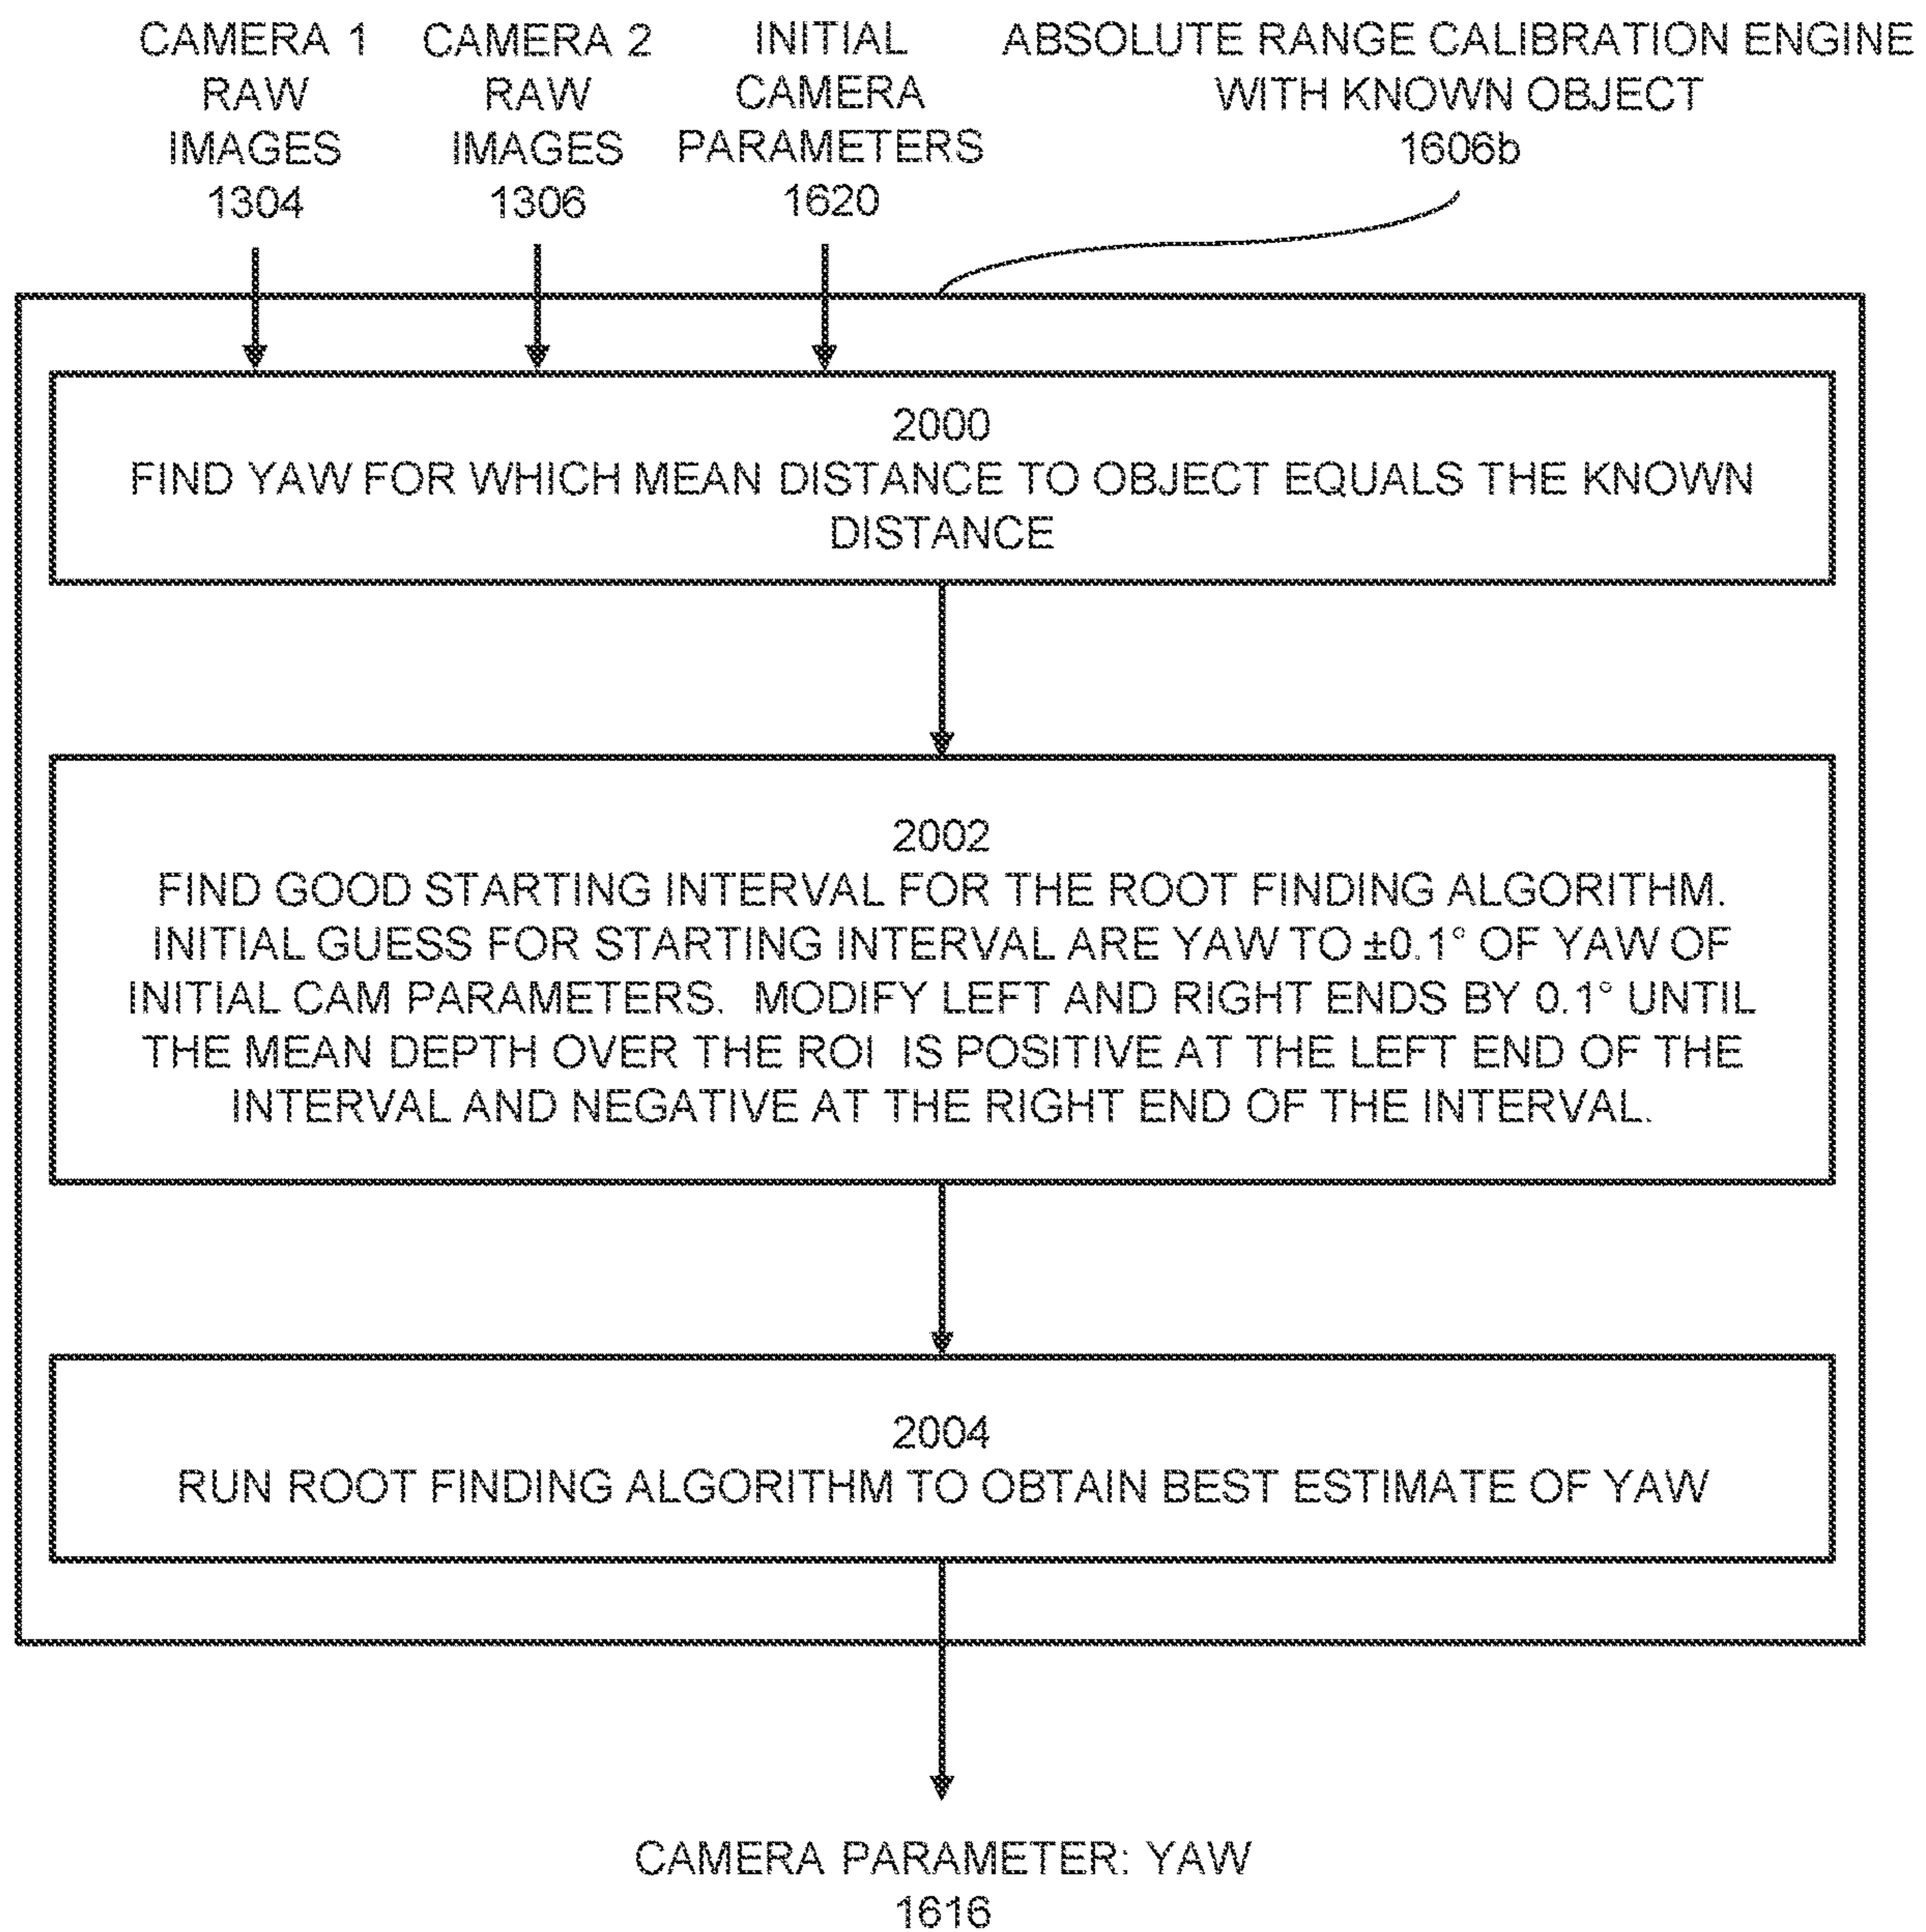 CAMERA 1
RAW
IMAGES
1304
CAMERA 2
RAW
IMAGES
1306
INITIAL
CAMERA
PARAMETERS
1620
ABSOLUTE RANGE CALIBRATION ENGINE
WITH KNOWN OBJECT
1606b
2000
FIND YAW FOR WHICH MEAN DISTANCE TO OBJECT EQUALS THE KNOWN
DISTANCE
2002
FIND GOOD STARTING INTERVAL FOR THE ROOT FINDING ALGORITHM.
INITIAL GUESS FOR STARTING INTERVAL ARE YAW TO ±0.1° OF YAW OF
INITIAL CAM PARAMETERS. MODIFY LEFT AND RIGHT ENDS BY 0.1° UNTIL
THE MEAN DEPTH OVER THE ROI IS POSITIVE AT THE LEFT END OF THE
INTERVAL AND NEGATIVE AT THE RIGHT END OF THE INTERVAL.
2004
RUN ROOT FINDING ALGORITHM TO OBTAIN BEST ESTIMATE OF YAW
CAMERA PARAMETER: YAW
1616